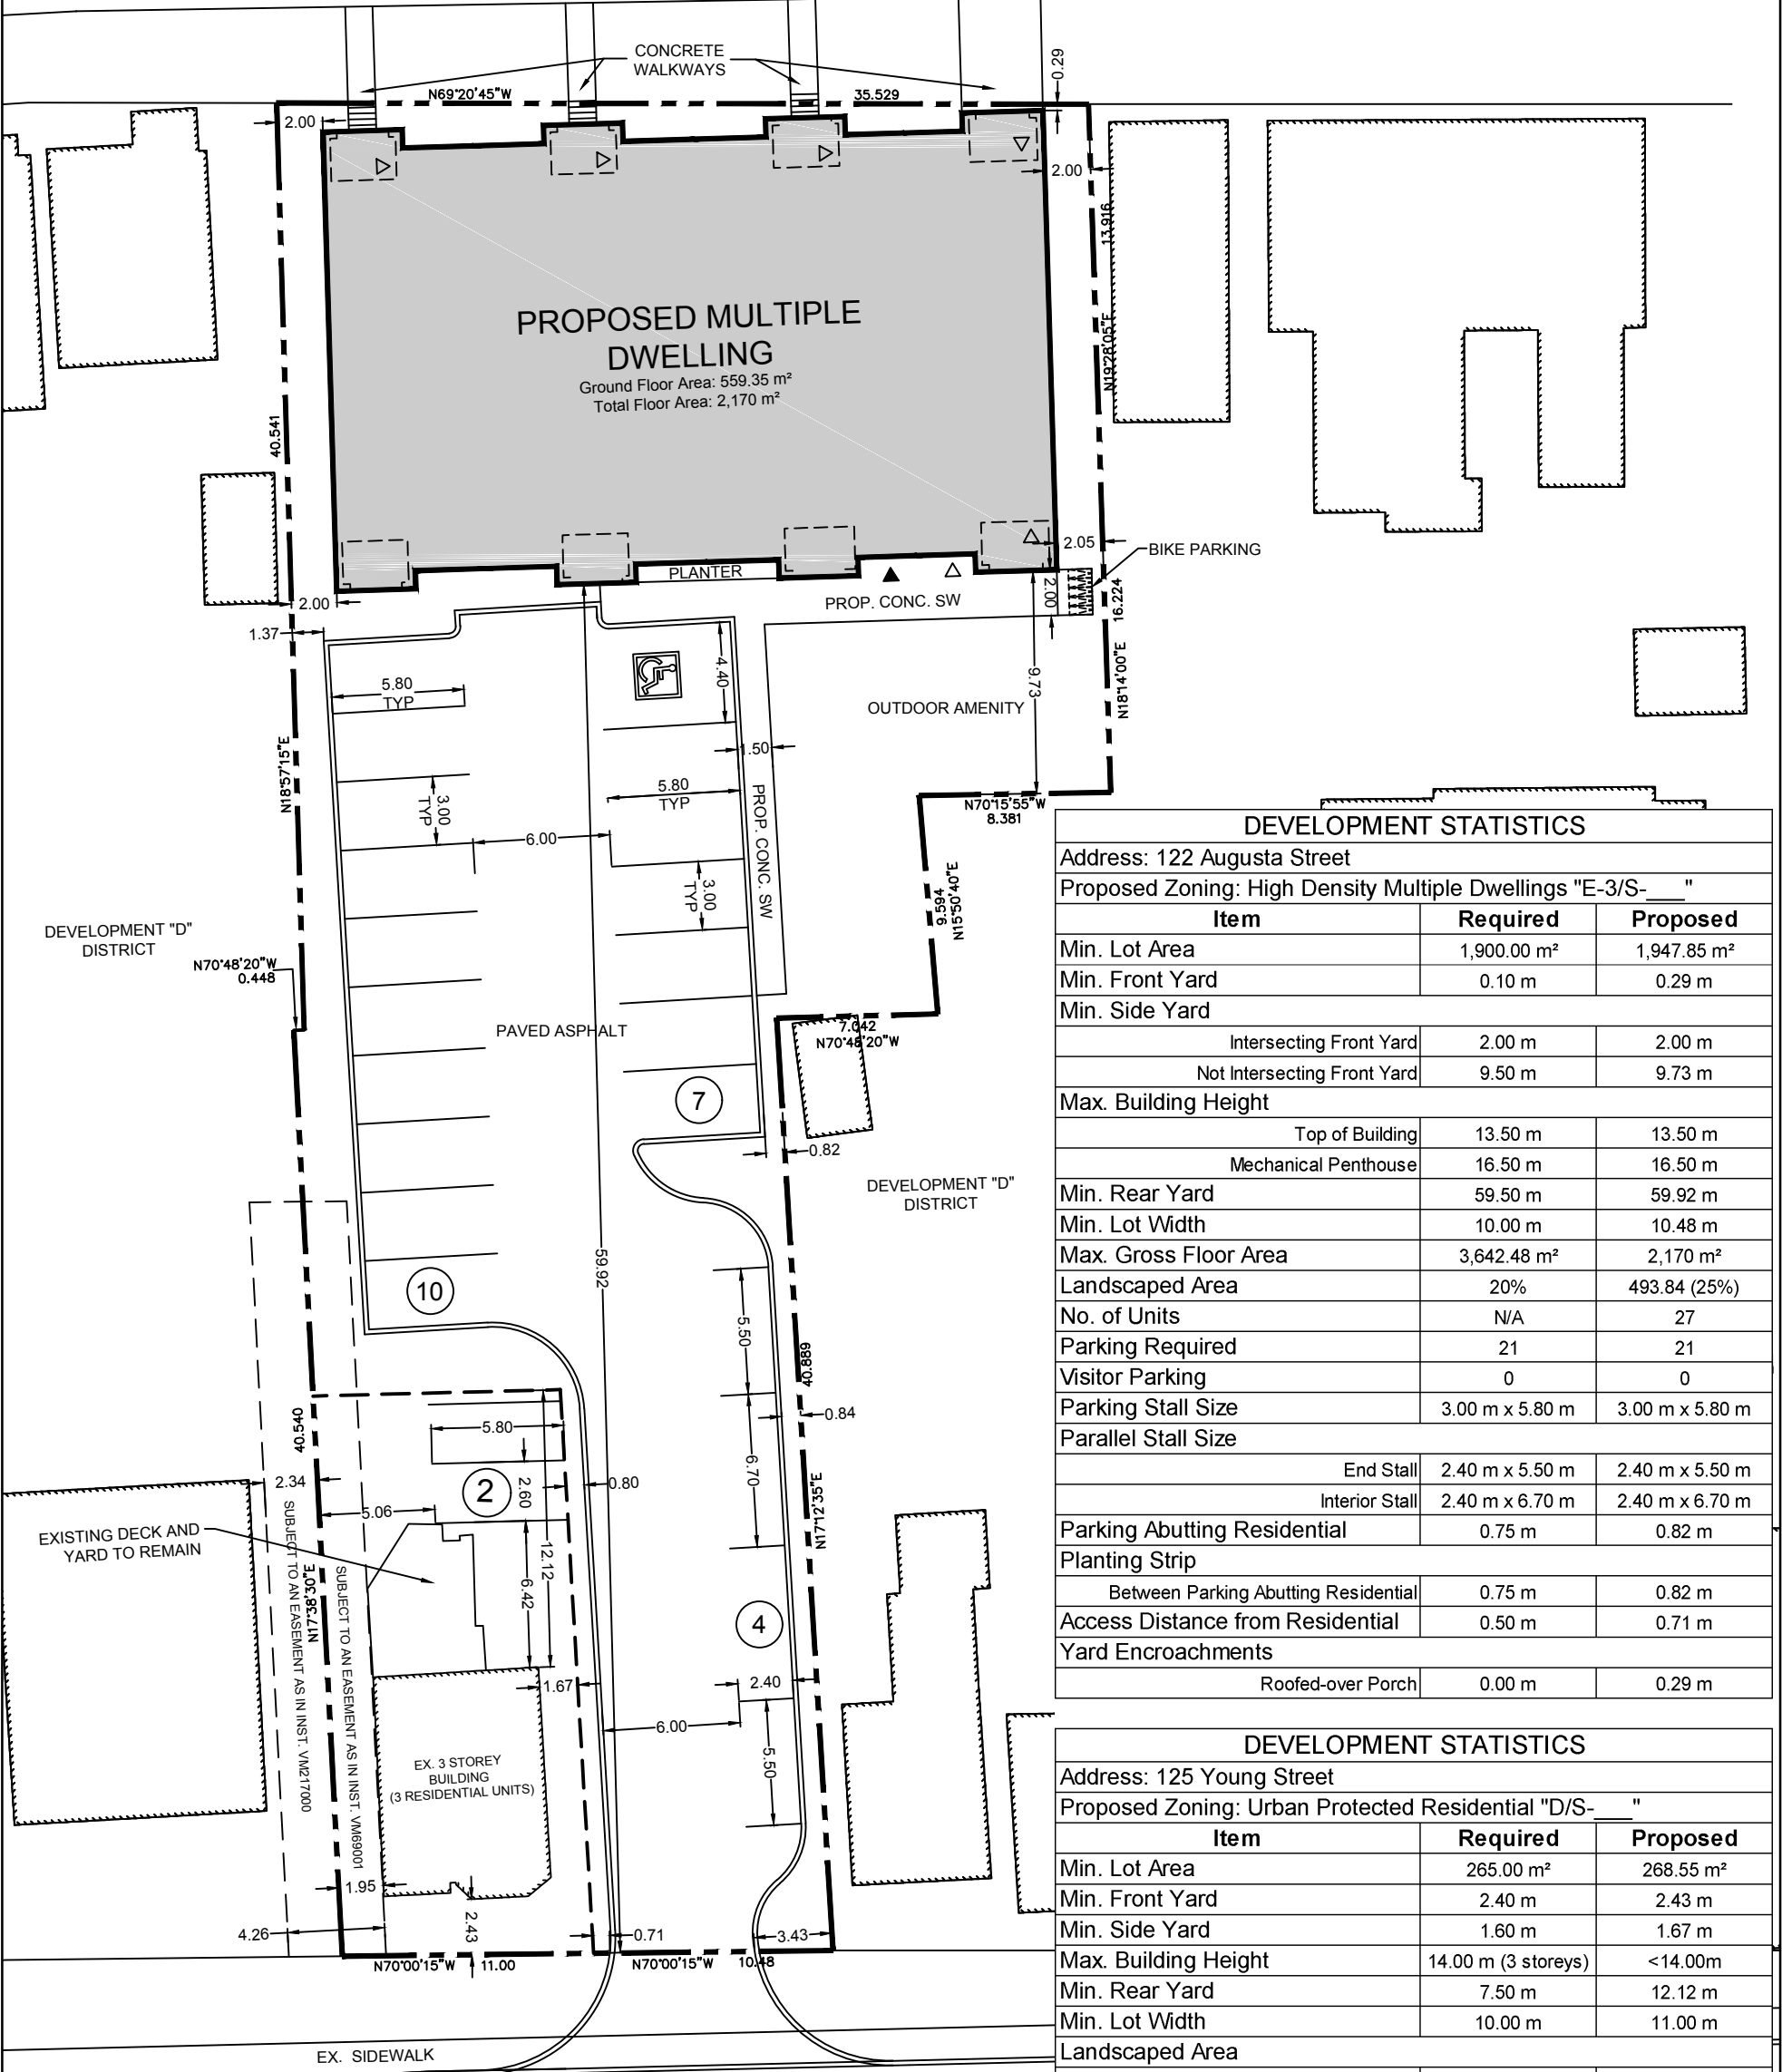 CONCRETE
WALKWAYS
0.29
N69°20'45"W
35.529
2.00
2.00
13.916
N19°28'05"E
PROPOSED MULTIPLE
DWELLING
Ground Floor Area: 559.35 m²
Total Floor Area: 2,170 m²
40.541
2.05
BIKE PARKING
PLANTER
2.00
PROP. CONC. SW
2.00
16.224
1.37
4.40
5.80
TYP
9.73
N18°14'00"E
OUTDOOR AMENITY
N18°57'15"E
1.50
3.00
TYP
5.80
TYP
PROP. CONC. SW
N70°15'55"W
8.381
6.00
3.00
TYP
9.594
N15°50'40"E
DEVELOPMENT "D"
DISTRICT
N70°48'20"W
0.448
PAVED ASPHALT
7.042
N70°48'20"W
7
0.82
DEVELOPMENT "D"
DISTRICT
59.92
10
5.50
40.889
40.540
5.80
0.84
6.70
2.34
2
2.60
0.80
5.06
N17°12'35"E
EXISTING DECK AND
YARD TO REMAIN
12.12
N17°38'30"E
6.42
SUBJECT TO AN EASEMENT AS IN INST. VM217000
SUBJECT TO AN EASEMENT AS IN INST. VM69001
4
1.67
2.40
6.00
5.50
EX. 3 STOREY
BUILDING
(3 RESIDENTIAL UNITS)
1.95
2.43
4.26
0.71
3.43
N70°00'15"W
11.00
N70°00'15"W
10.48
EX. SIDEWALK
DEVELOPMENT STATISTICS
Address: 122 Augusta Street
Proposed Zoning: High Density Multiple Dwellings "E-3/S-___"
Item Required Proposed
Min. Lot Area 1,900.00 m² 1,947.85 m²
Min. Front Yard 0.10 m 0.29 m
Min. Side Yard
Intersecting Front Yard 2.00 m 2.00 m
Not Intersecting Front Yard 9.50 m 9.73 m
Max. Building Height
Top of Building 13.50 m 13.50 m
Mechanical Penthouse 16.50 m 16.50 m
Min. Rear Yard 59.50 m 59.92 m
Min. Lot Width 10.00 m 10.48 m
Max. Gross Floor Area 3,642.48 m² 2,170 m²
Landscaped Area 20% 493.84 (25%)
No. of Units N/A 27
Parking Required 21 21
Visitor Parking 0 0
Parking Stall Size 3.00 m x 5.80 m 3.00 m x 5.80 m
Parallel Stall Size
End Stall 2.40 m x 5.50 m 2.40 m x 5.50 m
Interior Stall 2.40 m x 6.70 m 2.40 m x 6.70 m
Parking Abutting Residential 0.75 m 0.82 m
Planting Strip
Between Parking Abutting Residential 0.75 m 0.82 m
Access Distance from Residential 0.50 m 0.71 m
Yard Encroachments
Roofed-over Porch 0.00 m 0.29 m
DEVELOPMENT STATISTICS
Address: 125 Young Street
Proposed Zoning: Urban Protected Residential "D/S-___"
Item Required Proposed
Min. Lot Area 265.00 m² 268.55 m²
Min. Front Yard 2.40 m 2.43 m
Min. Side Yard 1.60 m 1.67 m
Max. Building Height 14.00 m (3 storeys) <14.00m
Min. Rear Yard 7.50 m 12.12 m
Min. Lot Width 10.00 m 11.00 m
Landscaped Area